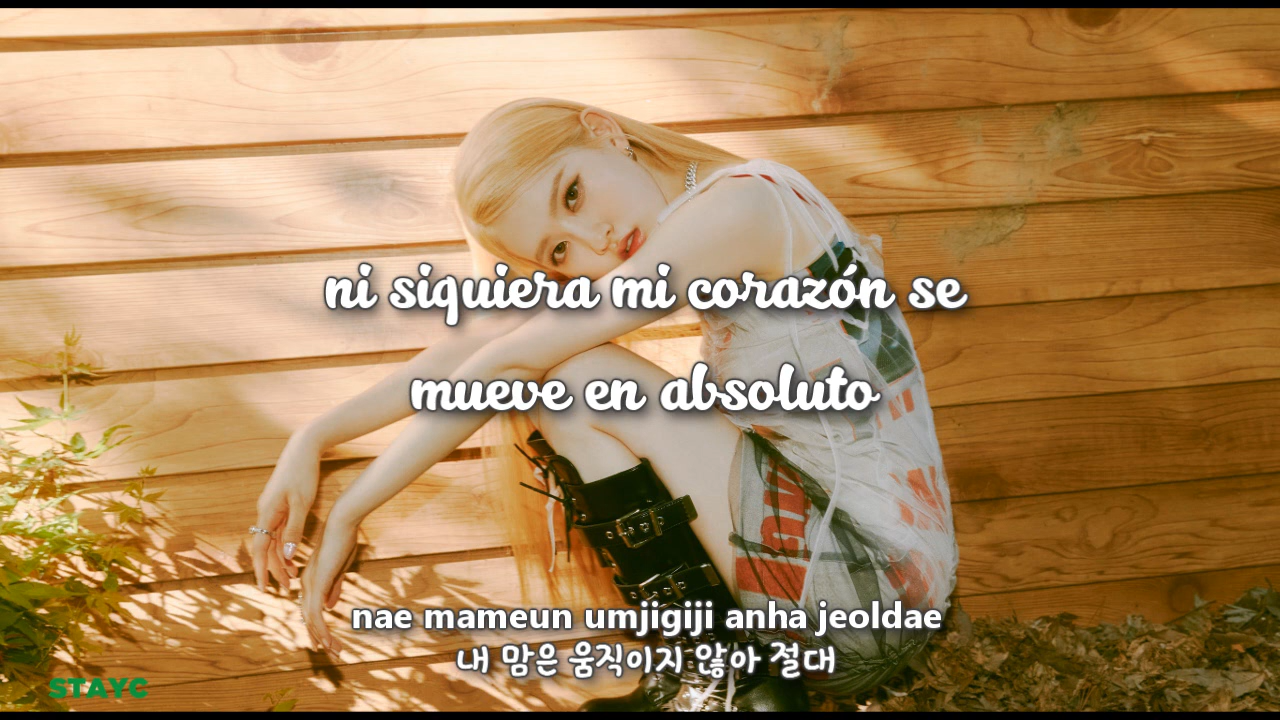 ni siquiera mi corazón se
mueve en absoluto
nae mameun umjigiji anha jeoldae
내 맘은 움직이지 않아 절대
STAYC